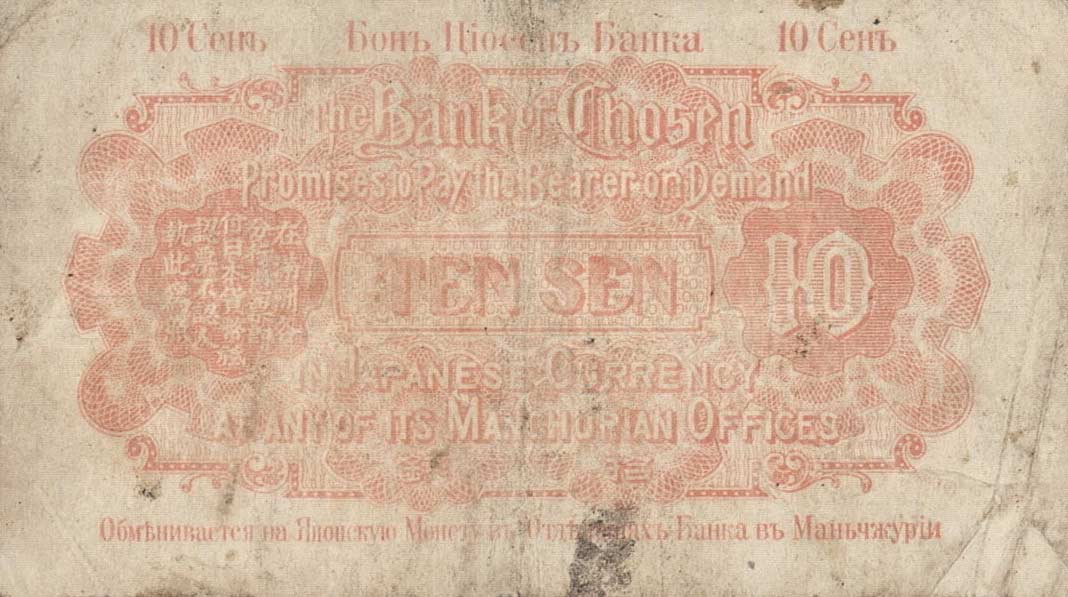 10 Сенъ Бонъ Ціосенъ Банка 10 Сенъ
The Bank of Chosen
Promises to Pay the Bearer on Demand
10
TEN SEN
IN JAPANESE CURRENCY
AT ANY OF ITS MANCHURIAN OFFICES
Обмѣнивается на Японскую Монету въ Отдѣленахъ Банка въ Маньчжуріи